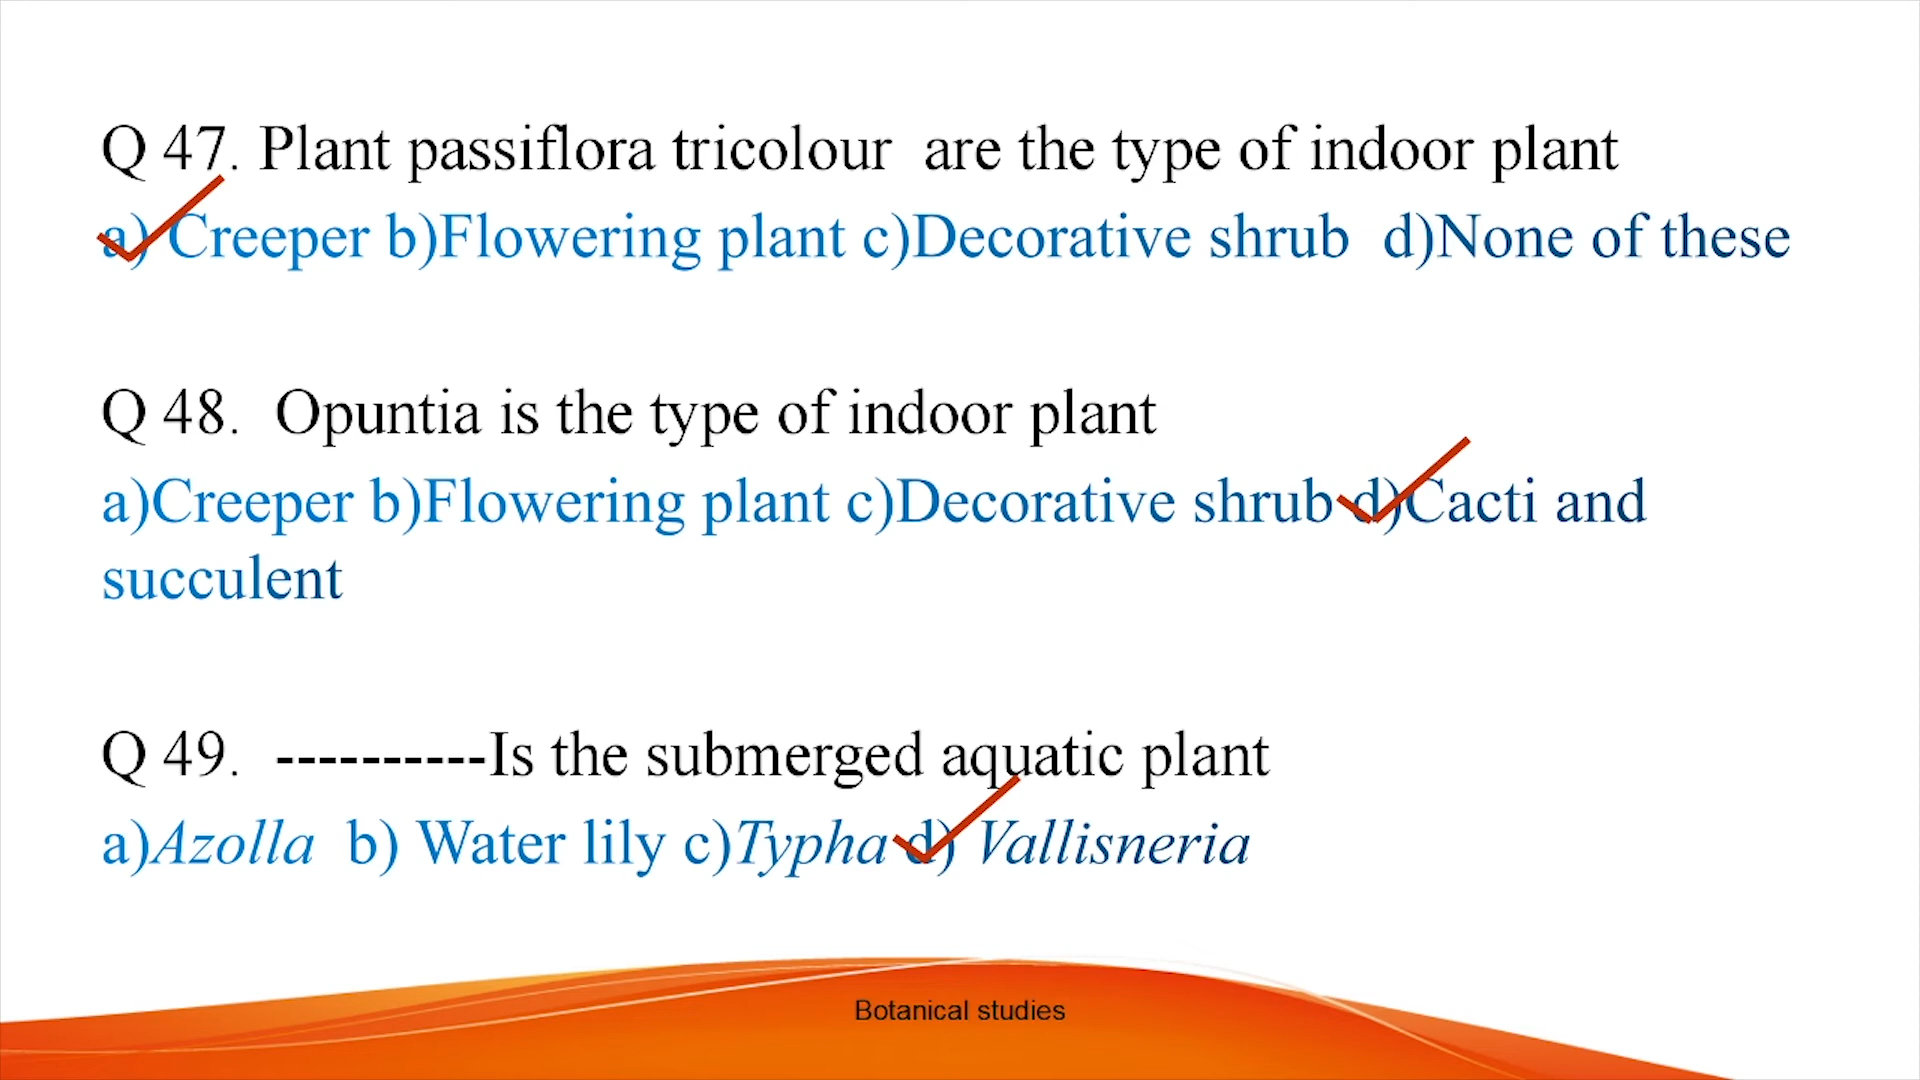 Q 47. Plant passiflora tricolour are the type of indoor plant
a) Creeper b)Flowering plant c)Decorative shrub d)None of these
Q 48. Opuntia is the type of indoor plant
a)Creeper b)Flowering plant c)Decorative shrub d)Cacti and
succulent
Q 49. ----------Is the submerged aquatic plant
a)Azolla b) Water lily c)Typha d) Vallisneria
Botanical studies